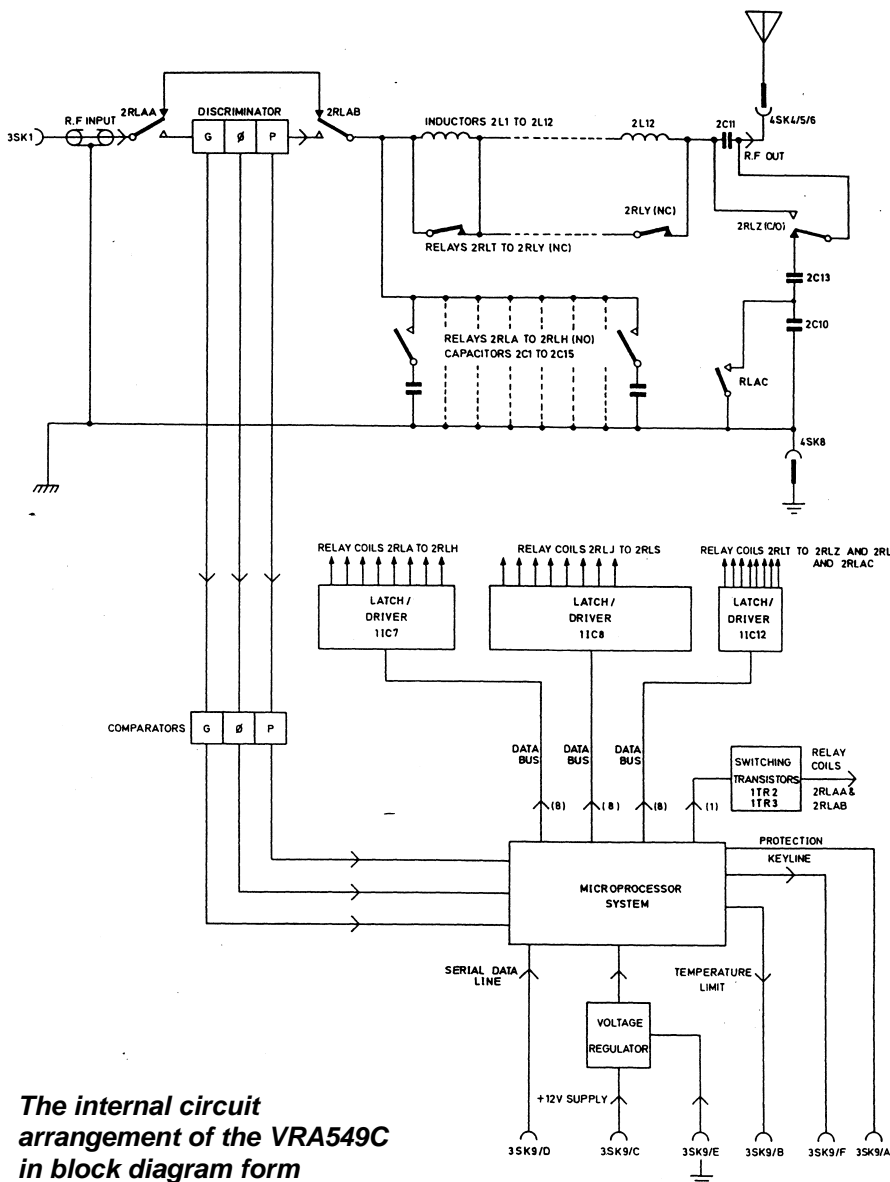 3SK1
R.F INPUT
2RLAA
DISCRIMINATOR
2RLAB
G Ø P
INDUCTORS 2L1 TO 2L12
2L12
2C11
4SK4/5/6
R.F OUT
2RLY (NC)
2RLZ (C/O)
RELAYS 2RLT TO 2RLY (NC)
2C13
RELAYS 2RLA TO 2RLH (NO)
CAPACITORS 2C1 TO 2C15
2C10
RLAC
4SK8
RELAY COILS 2RLA TO 2RLH
RELAY COILS 2RLJ TO 2RLS
RELAY COILS 2RLT TO 2RLZ AND 2RL
AND 2RLAC
LATCH/
DRIVER
1IC7
LATCH/
DRIVER
1IC8
LATCH/
DRIVER
1IC12
COMPARATORS
G Ø P
DATA
BUS
DATA
BUS
DATA
BUS
(8)
(8)
(8)
(1)
SWITCHING
TRANSISTORS
1TR2
1TR3
RELAY
COILS
2RLAA &
2RLAB
PROTECTION
KEYLINE
MICROPROCESSOR
SYSTEM
SERIAL DATA
LINE
TEMPERATURE
LIMIT
VOLTAGE
REGULATOR
+12V SUPPLY
3SK9/D
3SK9/C
3SK9/E
3SK9/B
3SK9/F
3SK9/A
The internal circuit
arrangement of the VRA549C
in block diagram form